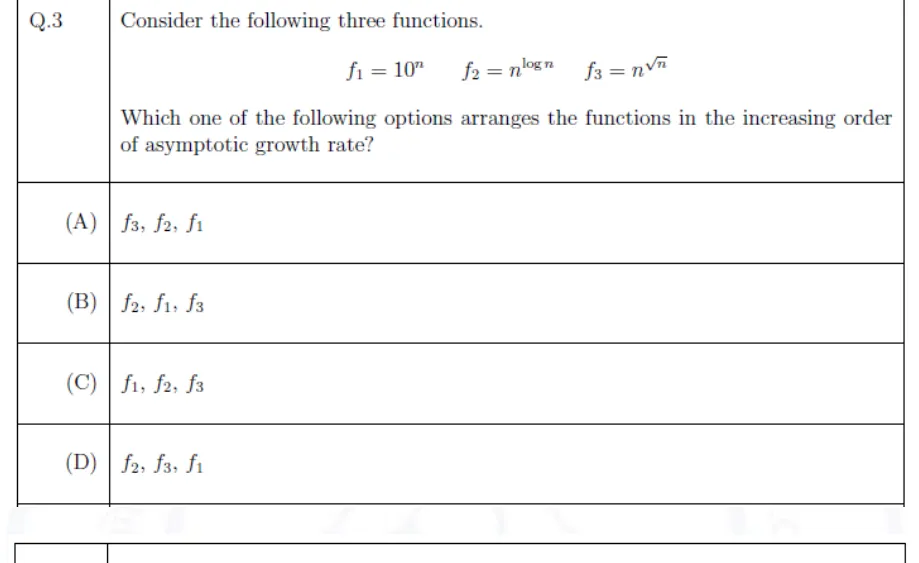 Q.3 Consider the following three functions.
f₁ = 10ⁿ f₂ = n^{log n} f₃ = n^{√n}
Which one of the following options arranges the functions in the increasing order
of asymptotic growth rate?
(A) f₃, f₂, f₁
(B) f₂, f₁, f₃
(C) f₁, f₂, f₃
(D) f₂, f₃, f₁